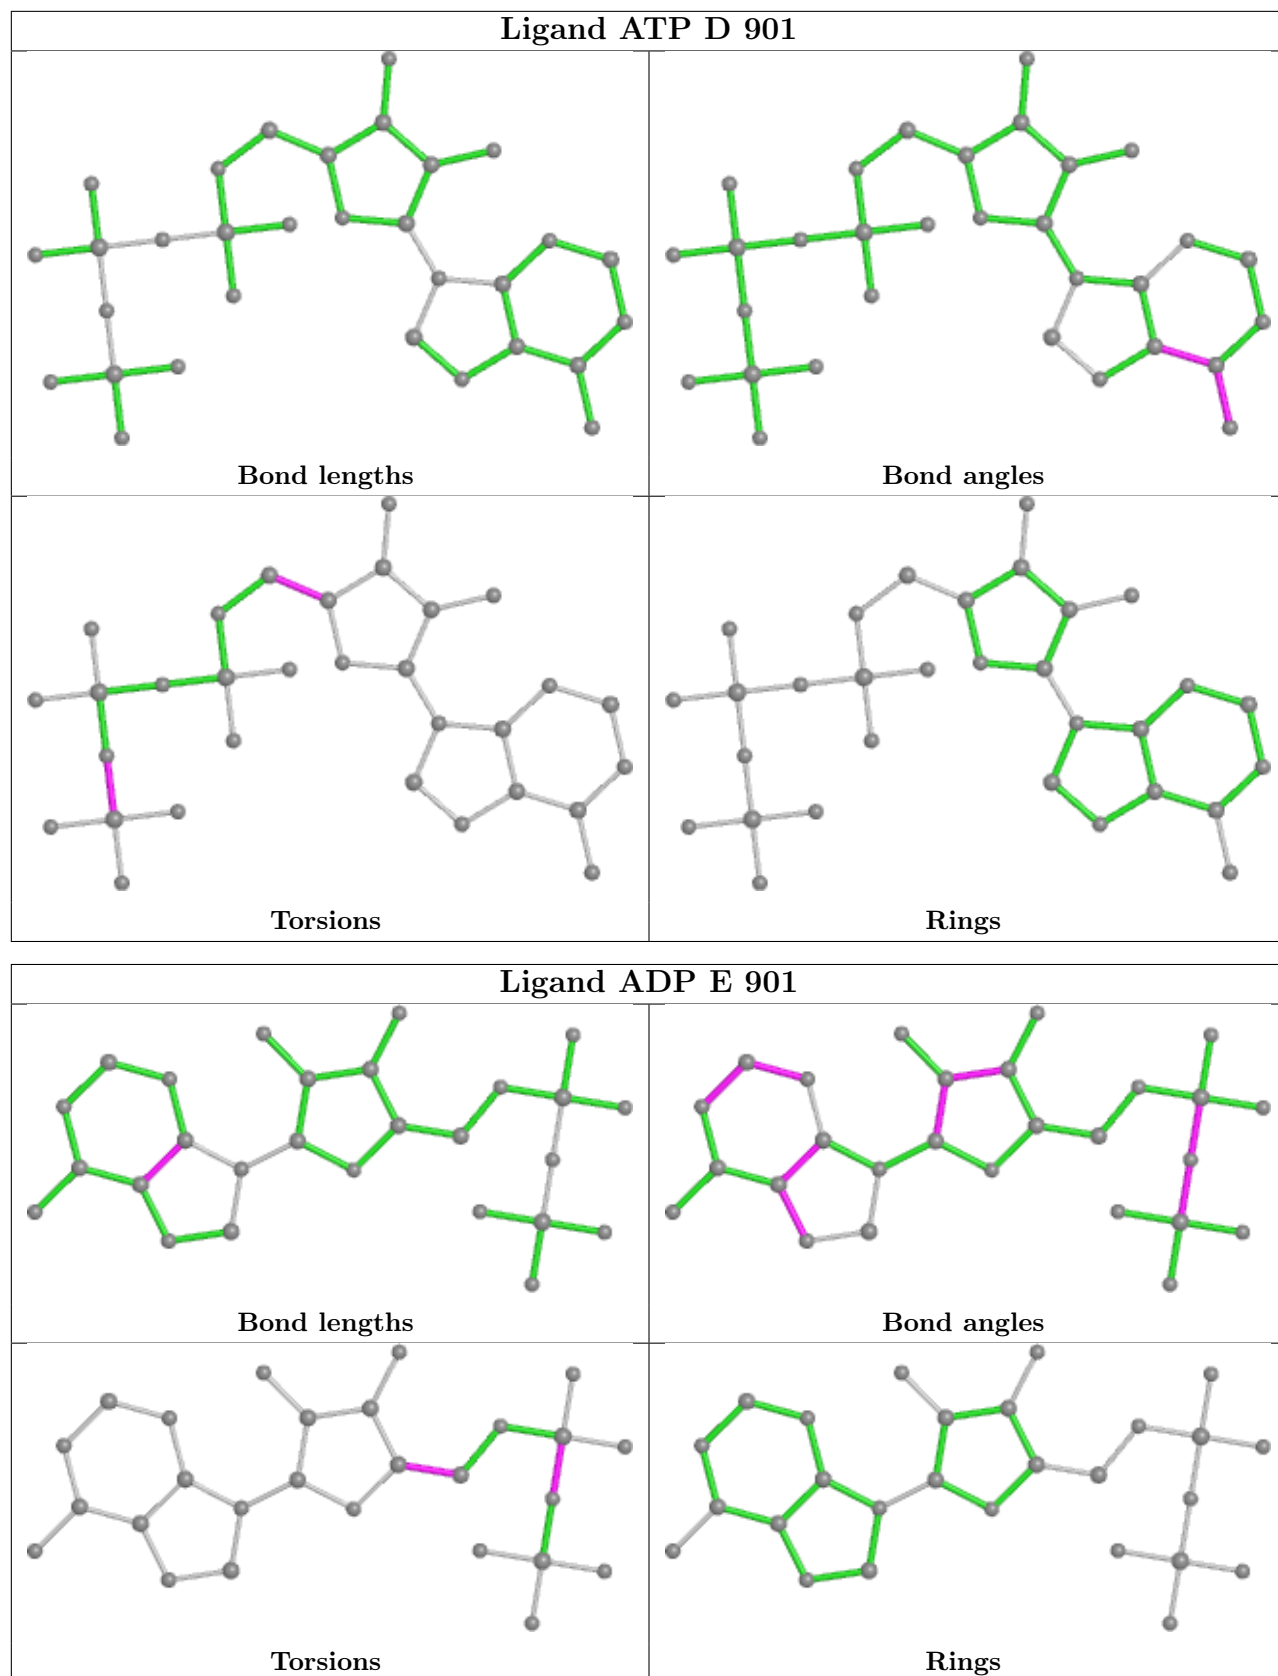 Ligand ATP D 901
Bond lengths
Bond angles
Torsions
Rings
Ligand ADP E 901
Bond lengths
Bond angles
Torsions
Rings